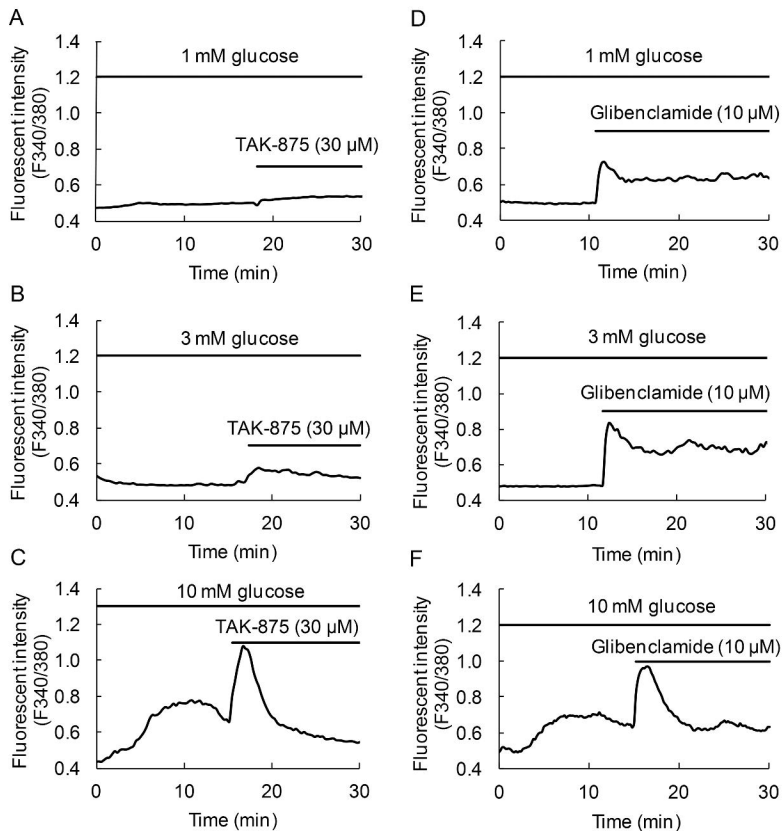 A
Fluorescent intensity
(F340/380)
1.4
1.2
1.0
0.8
0.6
0.4
1 mM glucose
TAK-875 (30 µM)
0 10 20 30
Time (min)
B
Fluorescent intensity
(F340/380)
1.4
1.2
1.0
0.8
0.6
0.4
3 mM glucose
TAK-875 (30 µM)
0 10 20 30
Time (min)
C
Fluorescent intensity
(F340/380)
1.4
1.2
1.0
0.8
0.6
0.4
10 mM glucose
TAK-875 (30 µM)
0 10 20 30
Time (min)
D
Fluorescent intensity
(F340/380)
1.4
1.2
1.0
0.8
0.6
0.4
1 mM glucose
Glibenclamide (10 µM)
0 10 20 30
Time (min)
E
Fluorescent intensity
(F340/380)
1.4
1.2
1.0
0.8
0.6
0.4
3 mM glucose
Glibenclamide (10 µM)
0 10 20 30
Time (min)
F
Fluorescent intensity
(F340/380)
1.4
1.2
1.0
0.8
0.6
0.4
10 mM glucose
Glibenclamide (10 µM)
0 10 20 30
Time (min)